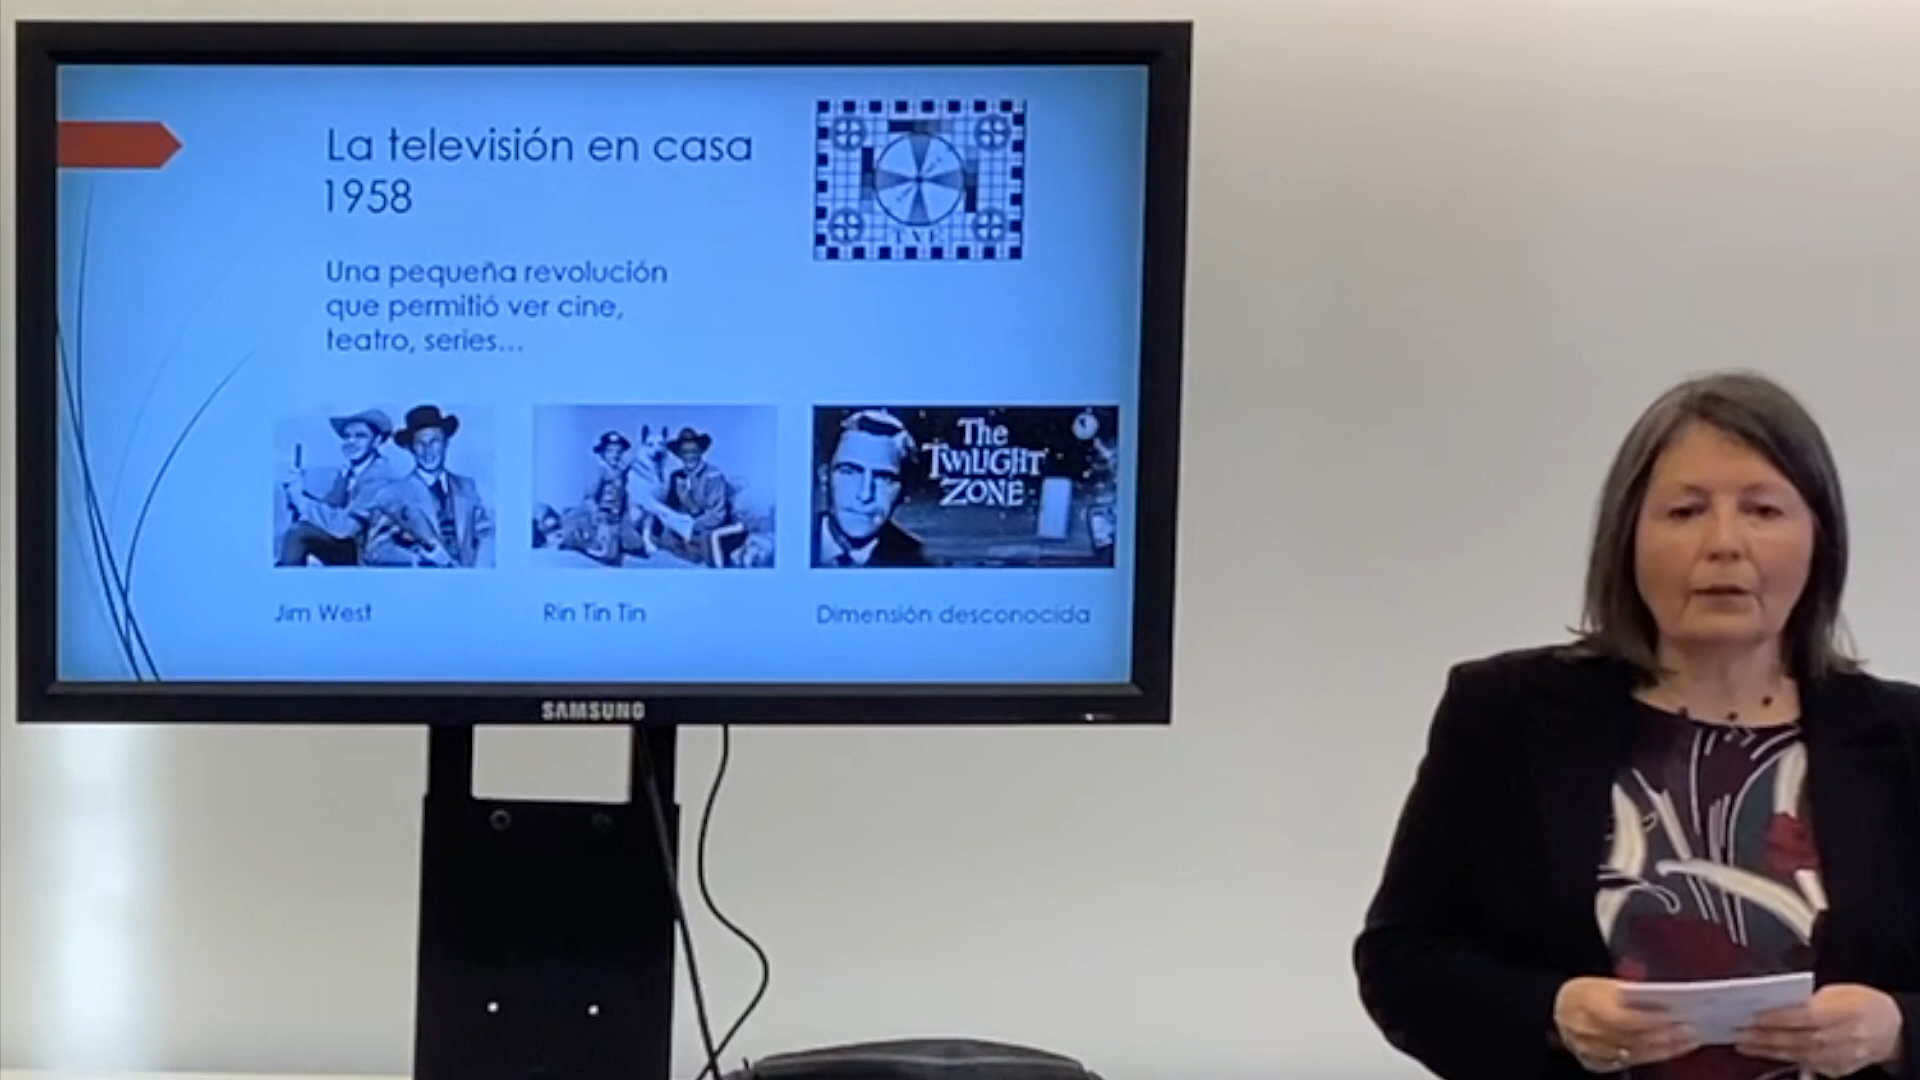 La televisión en casa
1958
TVE
Una pequeña revolución
que permitió ver cine,
teatro, series...
The
TWILIGHT
ZONE
Jim West
Rin Tin Tin
Dimensión desconocida
SAMSUNG